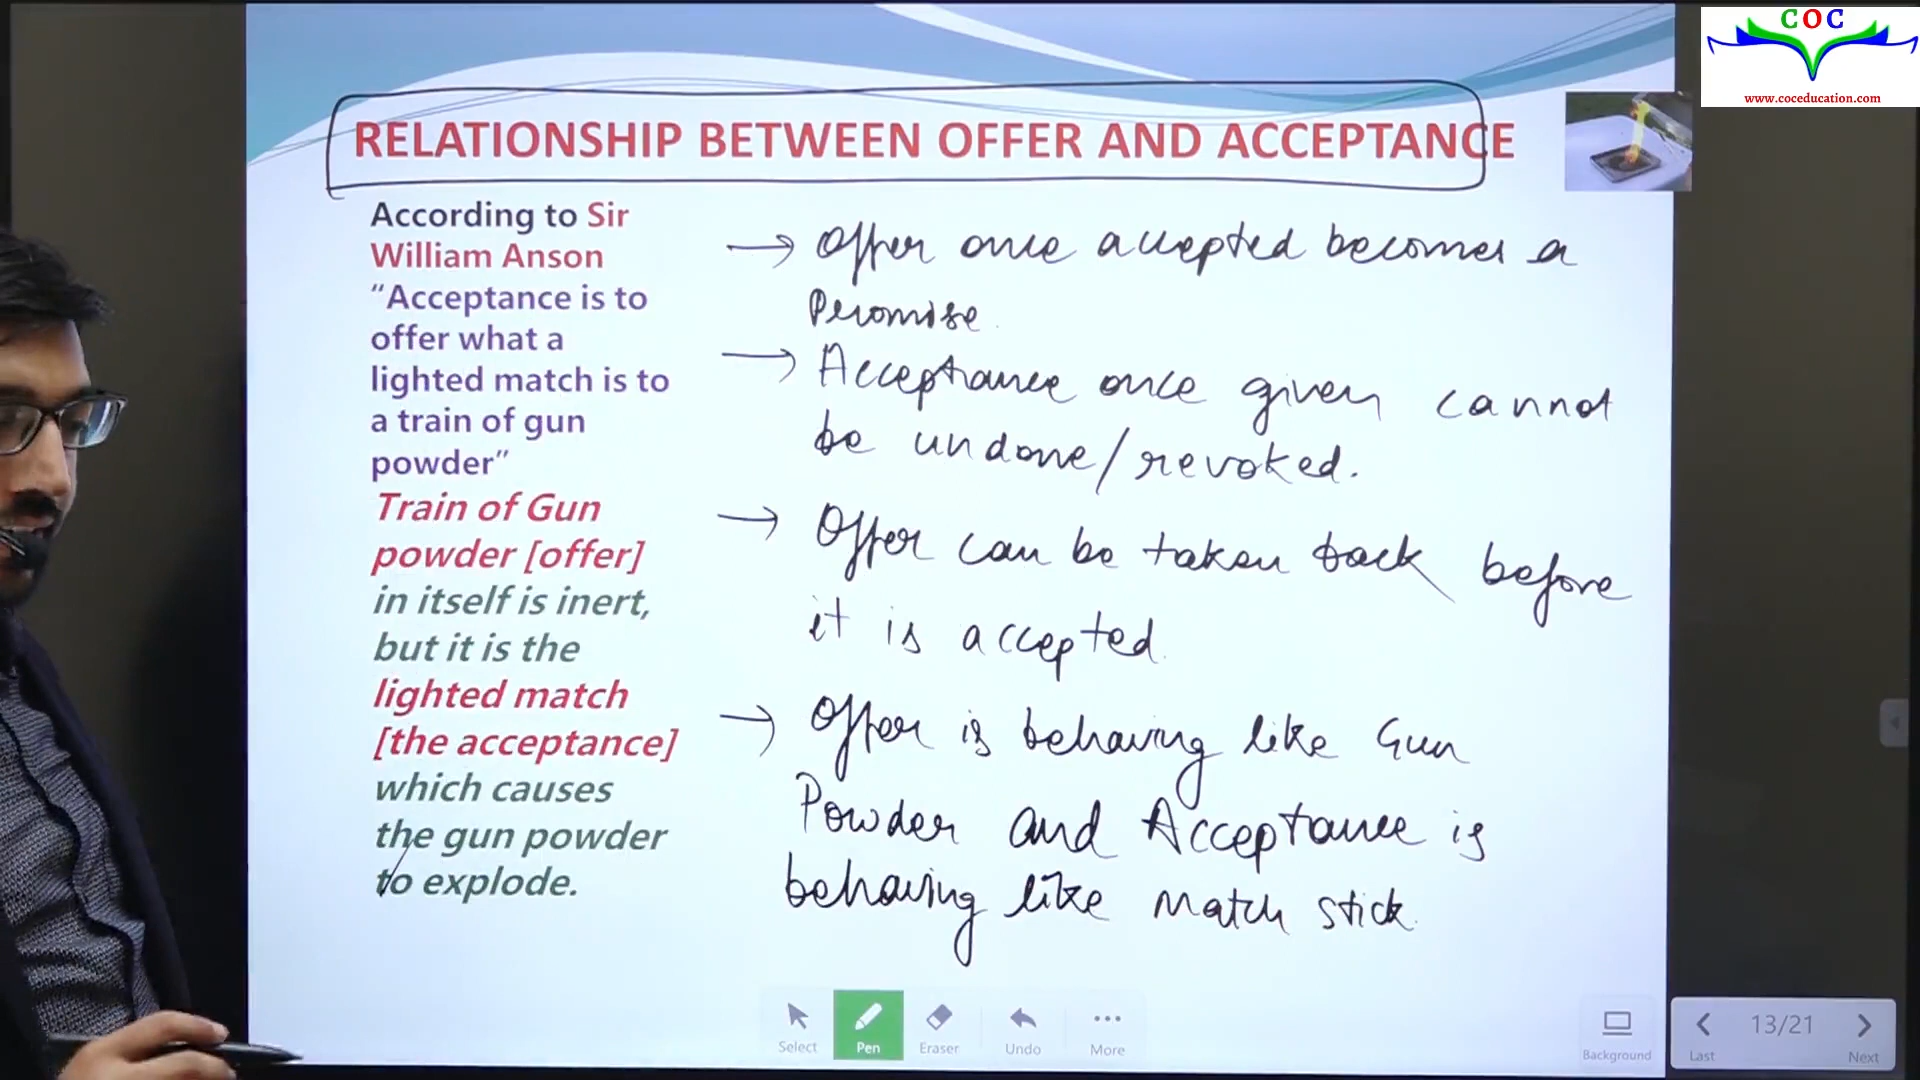 COC
www.coceducation.com
RELATIONSHIP BETWEEN OFFER AND ACCEPTANCE
According to Sir
William Anson
“Acceptance is to
offer what a
lighted match is to
a train of gun
powder”
Train of Gun
powder [offer]
in itself is inert,
but it is the
lighted match
[the acceptance]
which causes
the gun powder
to explode.
→ Offer once accepted becomes a
Promise.
→ Acceptance once given cannot
be undone/revoked.
→ Offer can be taken back before
it is accepted.
→ Offer is behaving like Gun
Powder and Acceptance is
behaving like Match stick.
Select
Pen
Eraser
Undo
More
Background
Last
13/21
Next